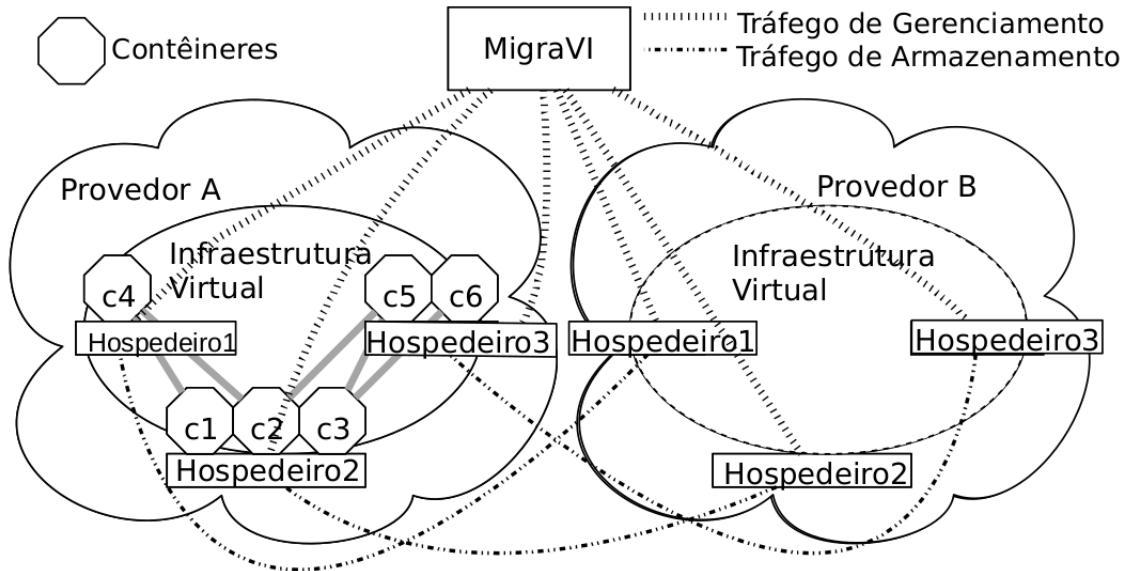 Contêineres
MigraVI
Tráfego de Gerenciamento
Tráfego de Armazenamento
Provedor A
Provedor B
Infraestrutura
Virtual
Infraestrutura
Virtual
c4
c5
c6
Hospedeiro1
Hospedeiro3
Hospedeiro1
Hospedeiro3
c1
c2
c3
Hospedeiro2
Hospedeiro2